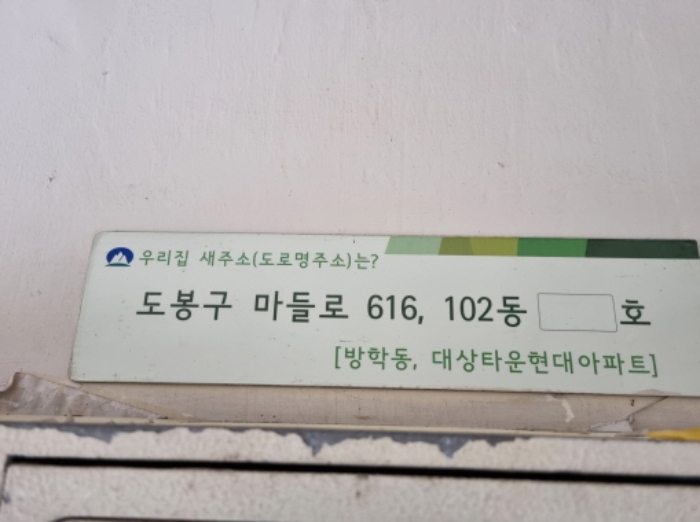 우리집 새주소(도로명주소)는?
도봉구 마들로 616, 102동 호
[방학동, 대상타운현대아파트]